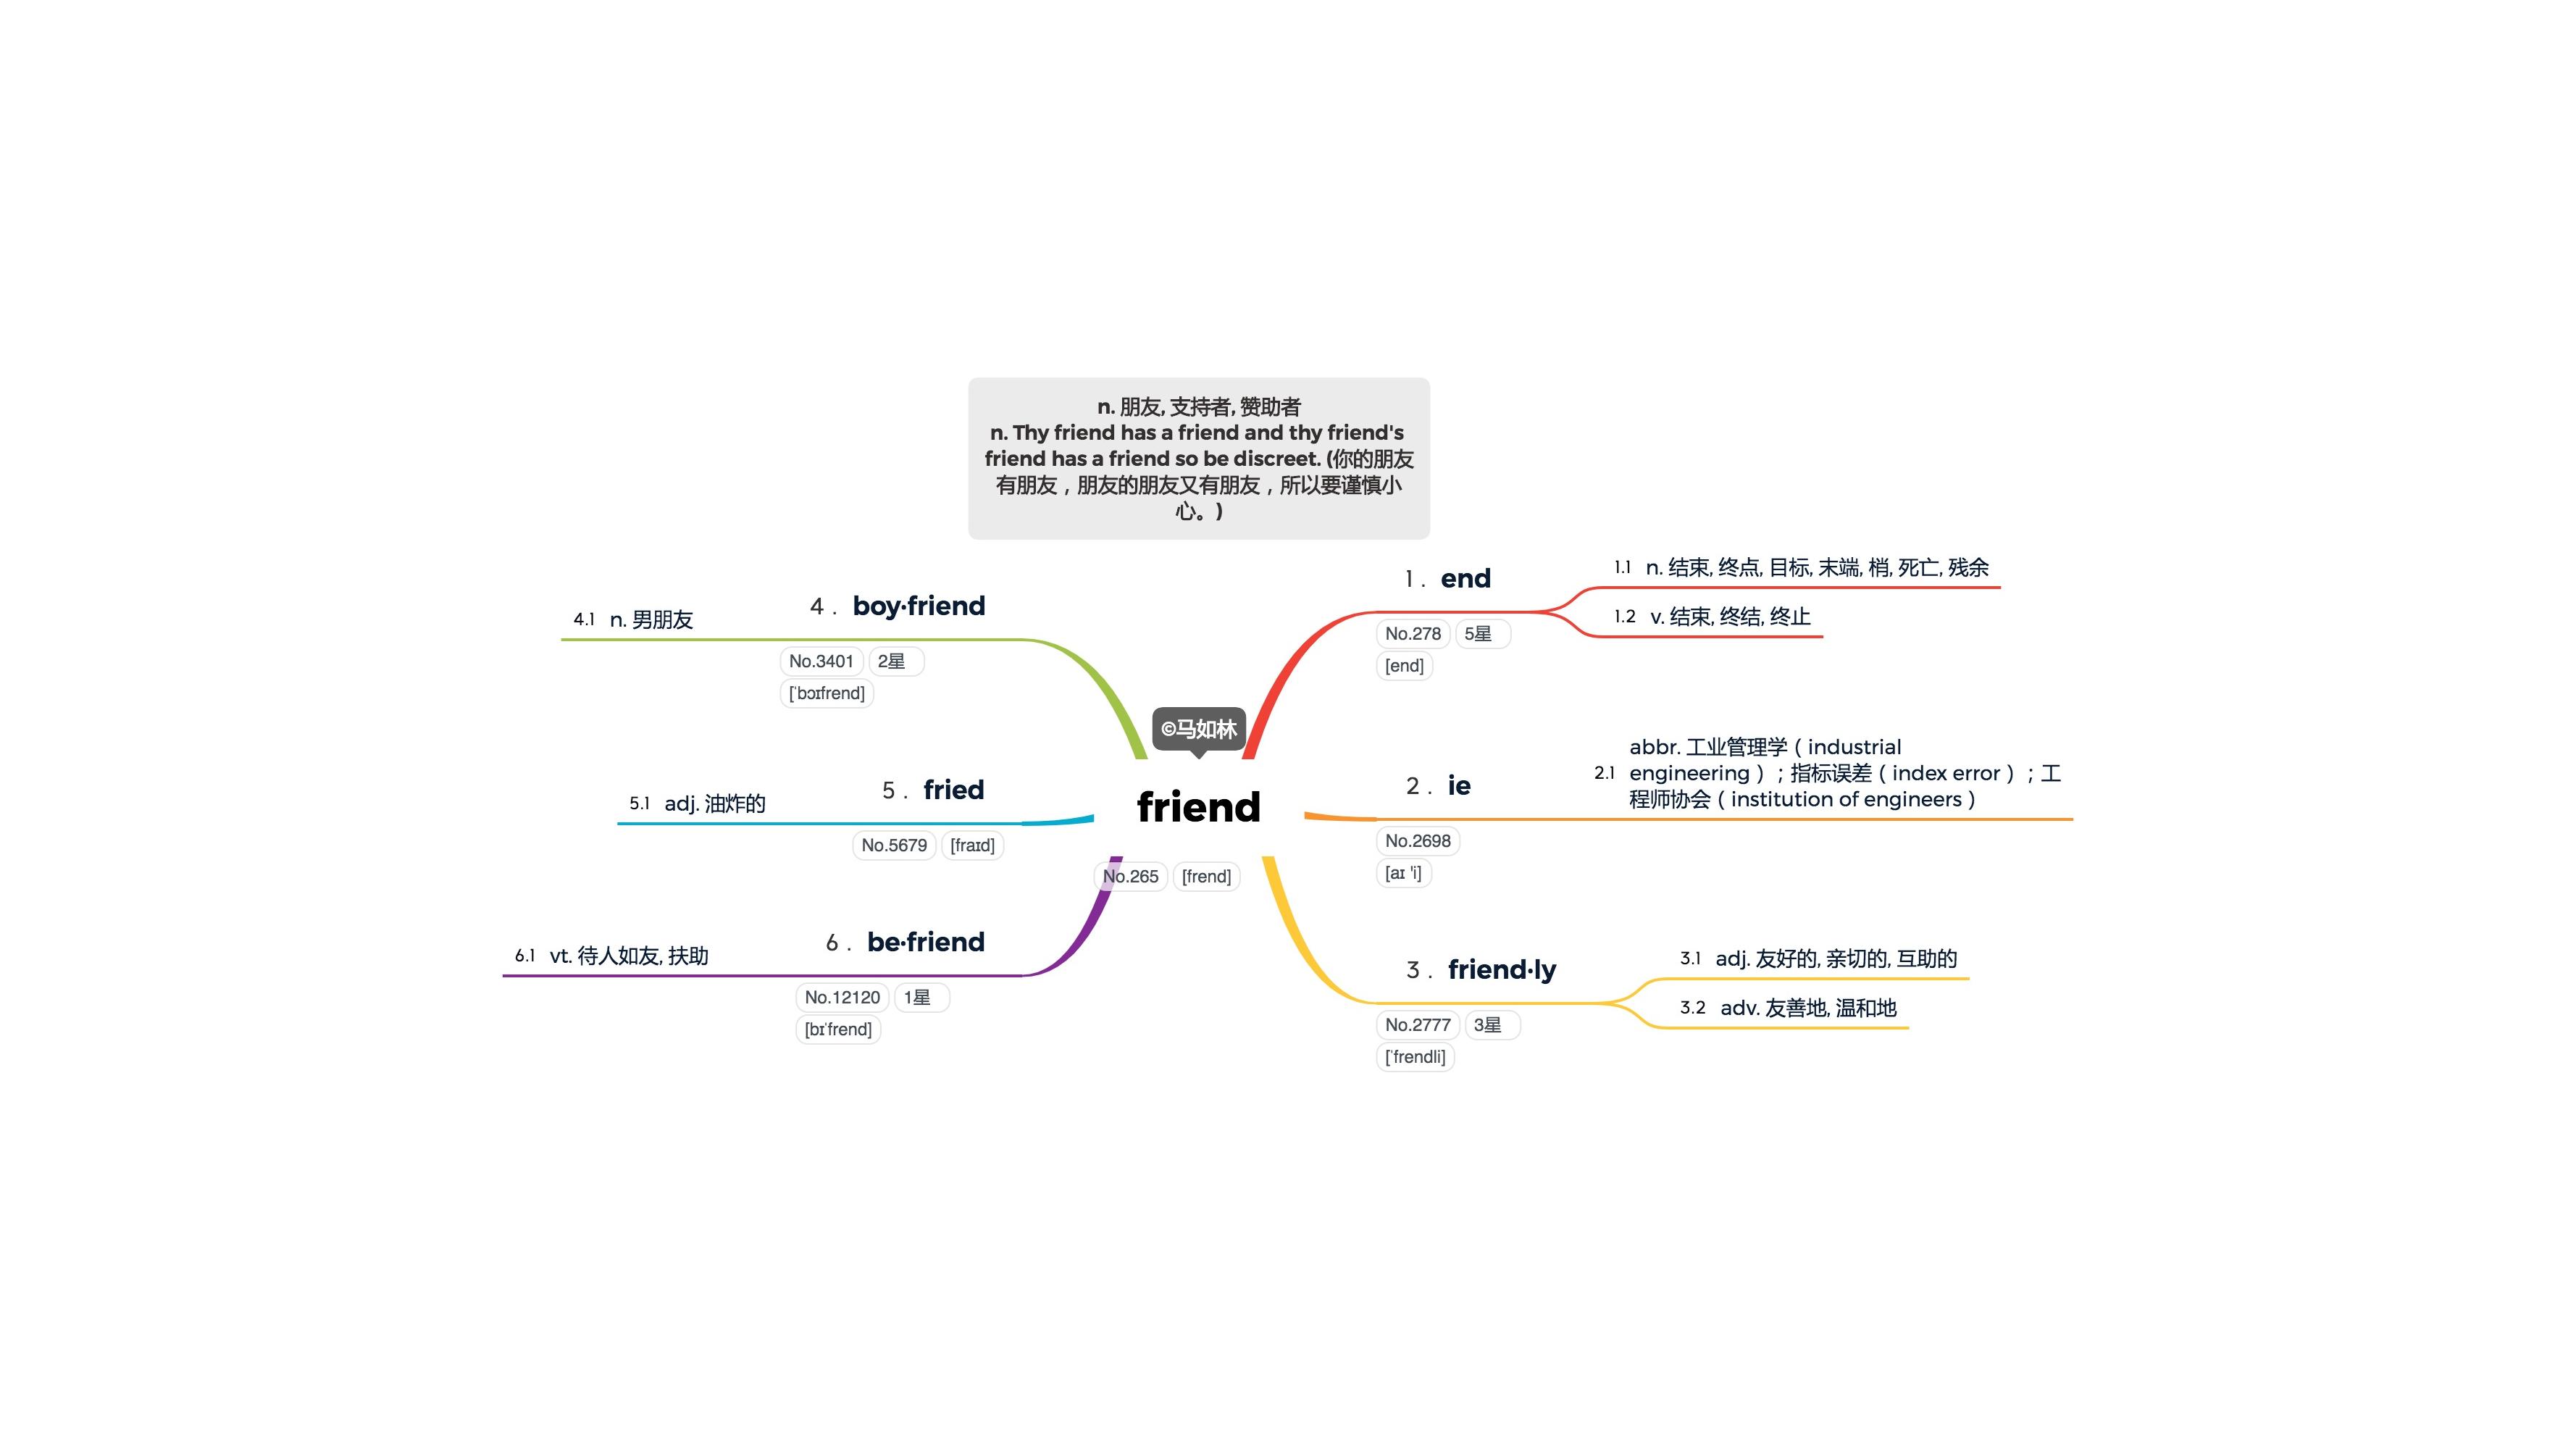 n. 朋友, 支持者, 赞助者
n. Thy friend has a friend and thy friend's
friend has a friend so be discreet. (你的朋友
有朋友，朋友的朋友又有朋友，所以要谨慎小
心。)
©马如林
friend
No.265 [frend]
1 . end
No.278 5星
[end]
1.1 n. 结束, 终点, 目标, 末端, 梢, 死亡, 残余
1.2 v. 结束, 终结, 终止
2 . ie
No.2698
[aɪ 'i]
2.1 abbr. 工业管理学（industrial
engineering）；指标误差（index error）；工
程师协会（institution of engineers）
3 . friend·ly
No.2777 3星
[ˈfrendli]
3.1 adj. 友好的, 亲切的, 互助的
3.2 adv. 友善地, 温和地
4 . boy·friend
No.3401 2星
[ˈbɔɪfrend]
4.1 n. 男朋友
5 . fried
No.5679 [fraɪd]
5.1 adj. 油炸的
6 . be·friend
No.12120 1星
[bɪˈfrend]
6.1 vt. 待人如友, 扶助